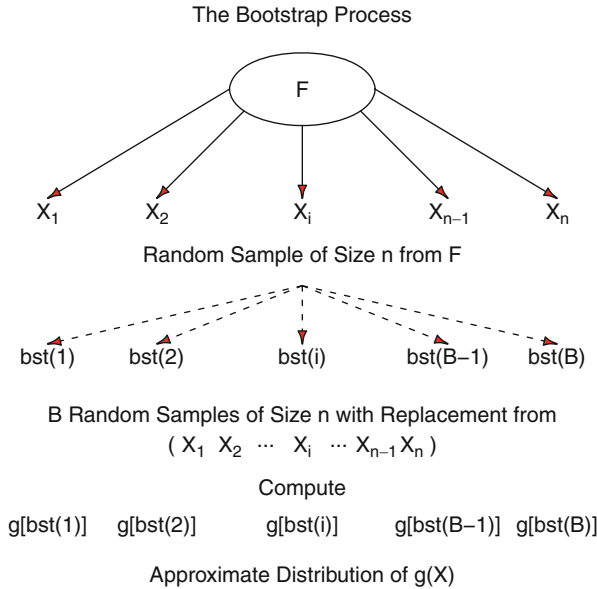 The Bootstrap Process
F
X₁ X₂ Xᵢ Xₙ₋₁ Xₙ
Random Sample of Size n from F
bst(1) bst(2) bst(i) bst(B−1) bst(B)
B Random Samples of Size n with Replacement from
( X₁ X₂ ··· Xᵢ ··· Xₙ₋₁ Xₙ )
Compute
g[bst(1)] g[bst(2)] g[bst(i)] g[bst(B−1)] g[bst(B)]
Approximate Distribution of g(X)